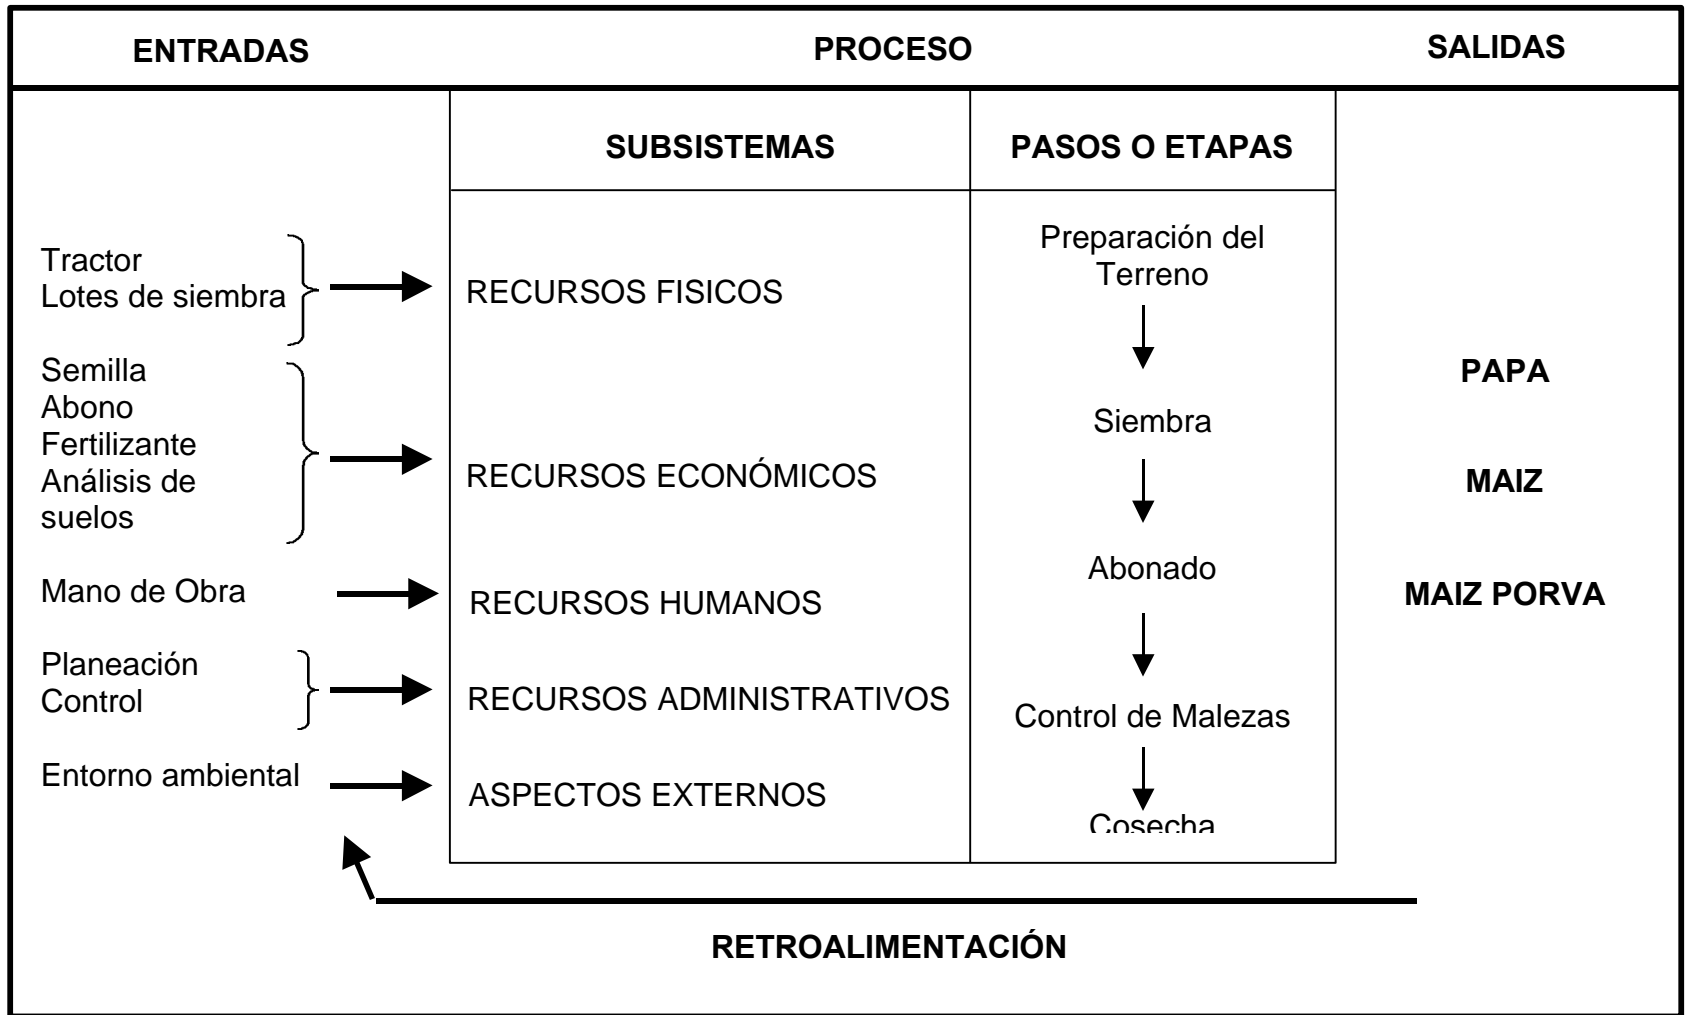 ENTRADAS
PROCESO
SALIDAS
SUBSISTEMAS
PASOS O ETAPAS
Tractor
Lotes de siembra
Semilla
Abono
Fertilizante
Análisis de
suelos
Mano de Obra
Planeación
Control
Entorno ambiental
RECURSOS FISICOS
RECURSOS ECONÓMICOS
RECURSOS HUMANOS
RECURSOS ADMINISTRATIVOS
ASPECTOS EXTERNOS
Preparación del
Terreno
Siembra
Abonado
Control de Malezas
Cosecha
PAPA
MAIZ
MAIZ PORVA
RETROALIMENTACIÓN